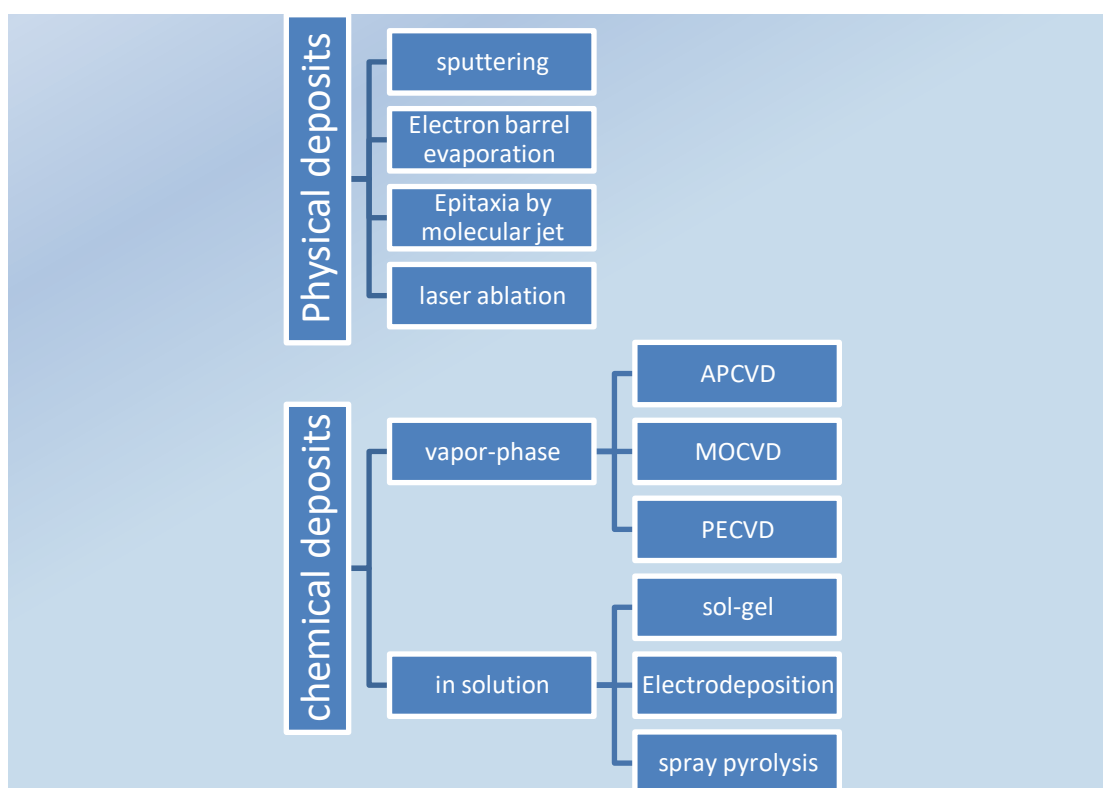 Physical deposits
sputtering
Electron barrel
evaporation
Epitaxia by
molecular jet
laser ablation
chemical deposits
vapor-phase
APCVD
MOCVD
PECVD
in solution
sol-gel
Electrodeposition
spray pyrolysis